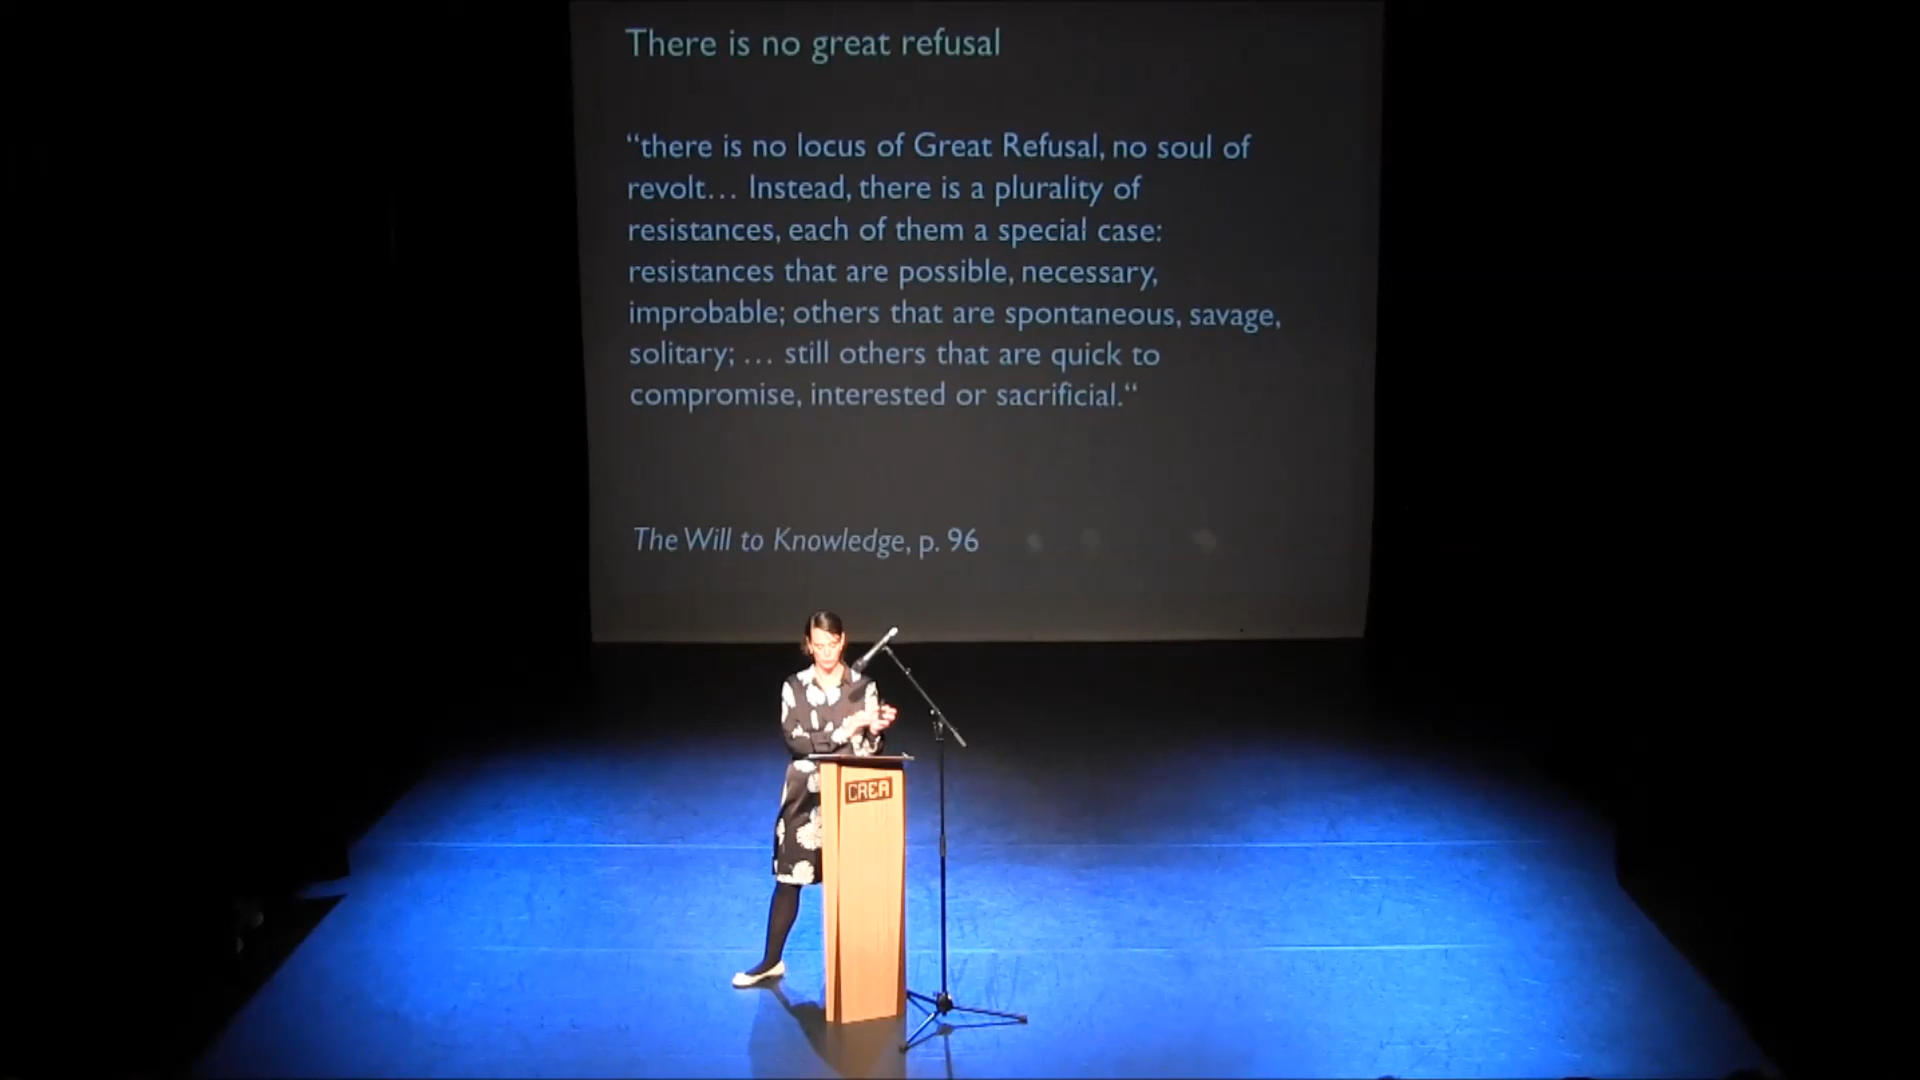 There is no great refusal
“there is no locus of Great Refusal, no soul of
revolt… Instead, there is a plurality of
resistances, each of them a special case:
resistances that are possible, necessary,
improbable; others that are spontaneous, savage,
solitary; … still others that are quick to
compromise, interested or sacrificial.“
The Will to Knowledge, p. 96
CREA